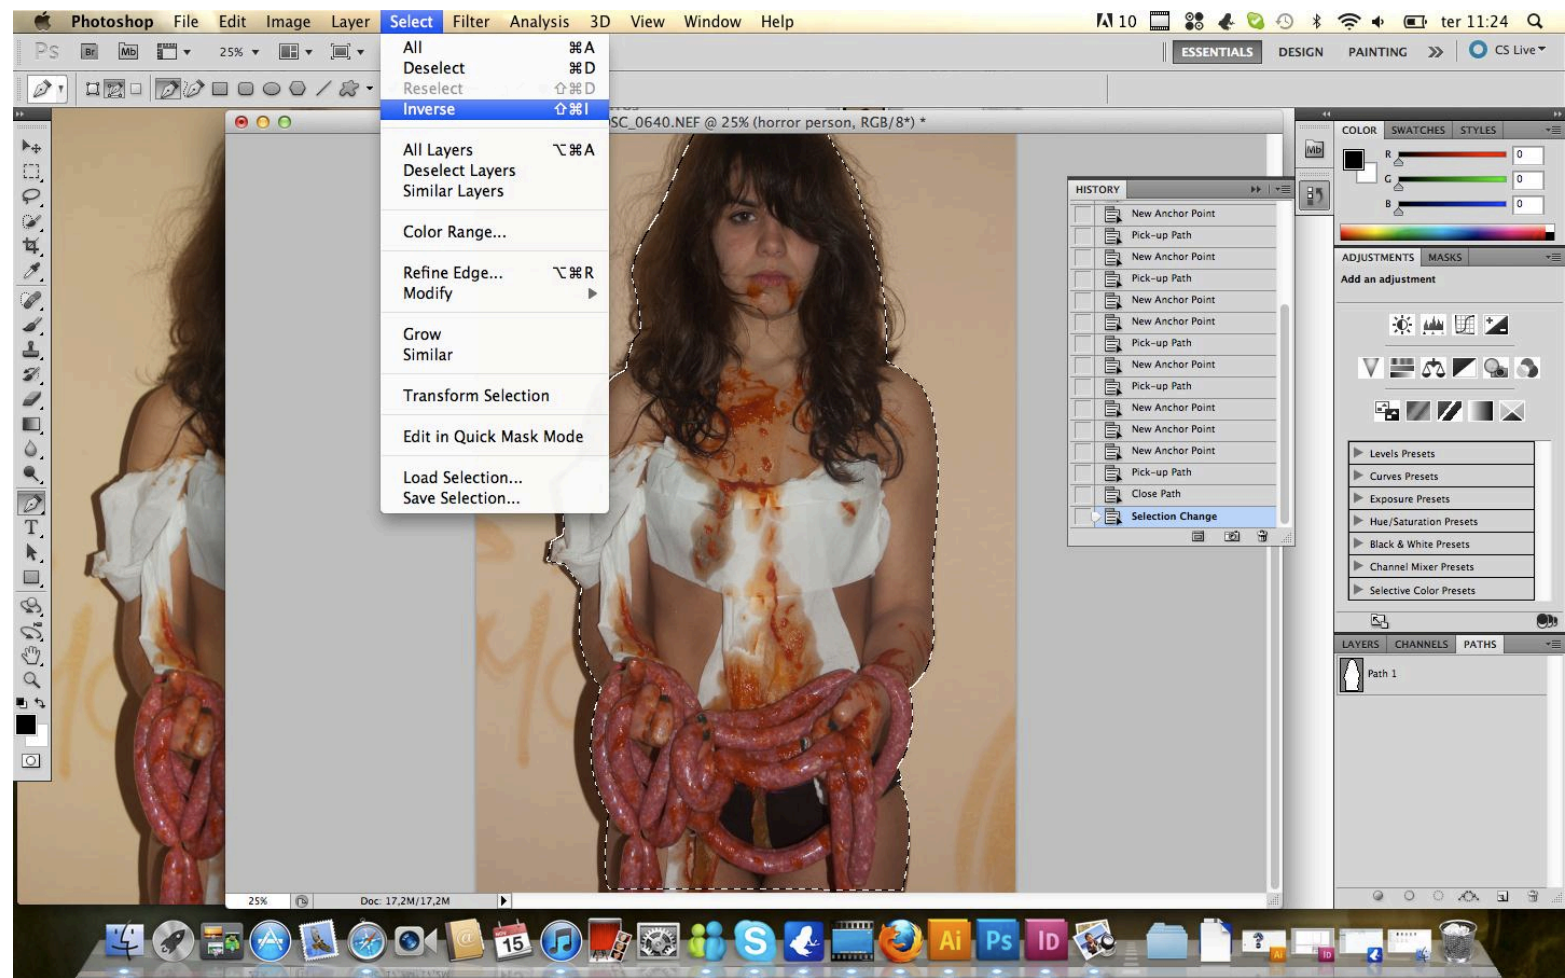 Photoshop File Edit Image Layer Select Filter Analysis 3D View Window Help 10 ter 11:24
Ps Br Mb 25% ESSENTIALS DESIGN PAINTING CS Live
All ⌘A
Deselect ⌘D
Reselect ⇧⌘D
Inverse ⇧⌘I
All Layers ⌥⌘A
Deselect Layers
Similar Layers
Color Range...
Refine Edge... ⌥⌘R
Modify
Grow
Similar
Transform Selection
Edit in Quick Mask Mode
Load Selection...
Save Selection...
SC_0640.NEF @ 25% (horror person, RGB/8*) *
25% Doc: 17,2M/17,2M
HISTORY
New Anchor Point
Pick-up Path
New Anchor Point
Pick-up Path
New Anchor Point
New Anchor Point
Pick-up Path
New Anchor Point
Pick-up Path
New Anchor Point
New Anchor Point
New Anchor Point
Pick-up Path
Close Path
Selection Change
Mb
COLOR SWATCHES STYLES
R 0
G 0
B 0
ADJUSTMENTS MASKS
Add an adjustment
Levels Presets
Curves Presets
Exposure Presets
Hue/Saturation Presets
Black & White Presets
Channel Mixer Presets
Selective Color Presets
LAYERS CHANNELS PATHS
Path 1
T
NOV
15
Ai Ps ID